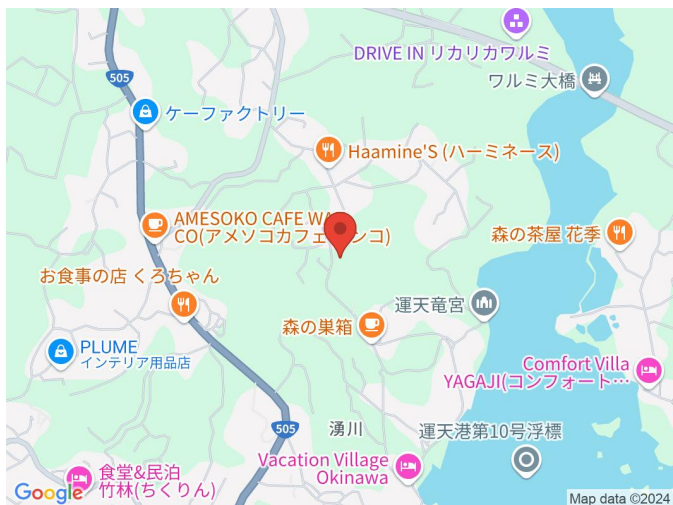 DRIVE IN リカリカワルミ
505
ワルミ大橋
ケーファクトリー
Haamine'S (ハーミネース)
AMESOKO CAFE WA
CO(アメソコカフェ
ンコ)
森の茶屋 花季
お食事の店 くろちゃん
運天竜宮
森の巣箱
PLUME
インテリア用品店
Comfort Villa
YAGAJI(コンフォート…
505
湧川
運天港第10号浮標
Vacation Village
Okinawa
食堂&民泊
竹林(ちくりん)
Google
Map data ©2024